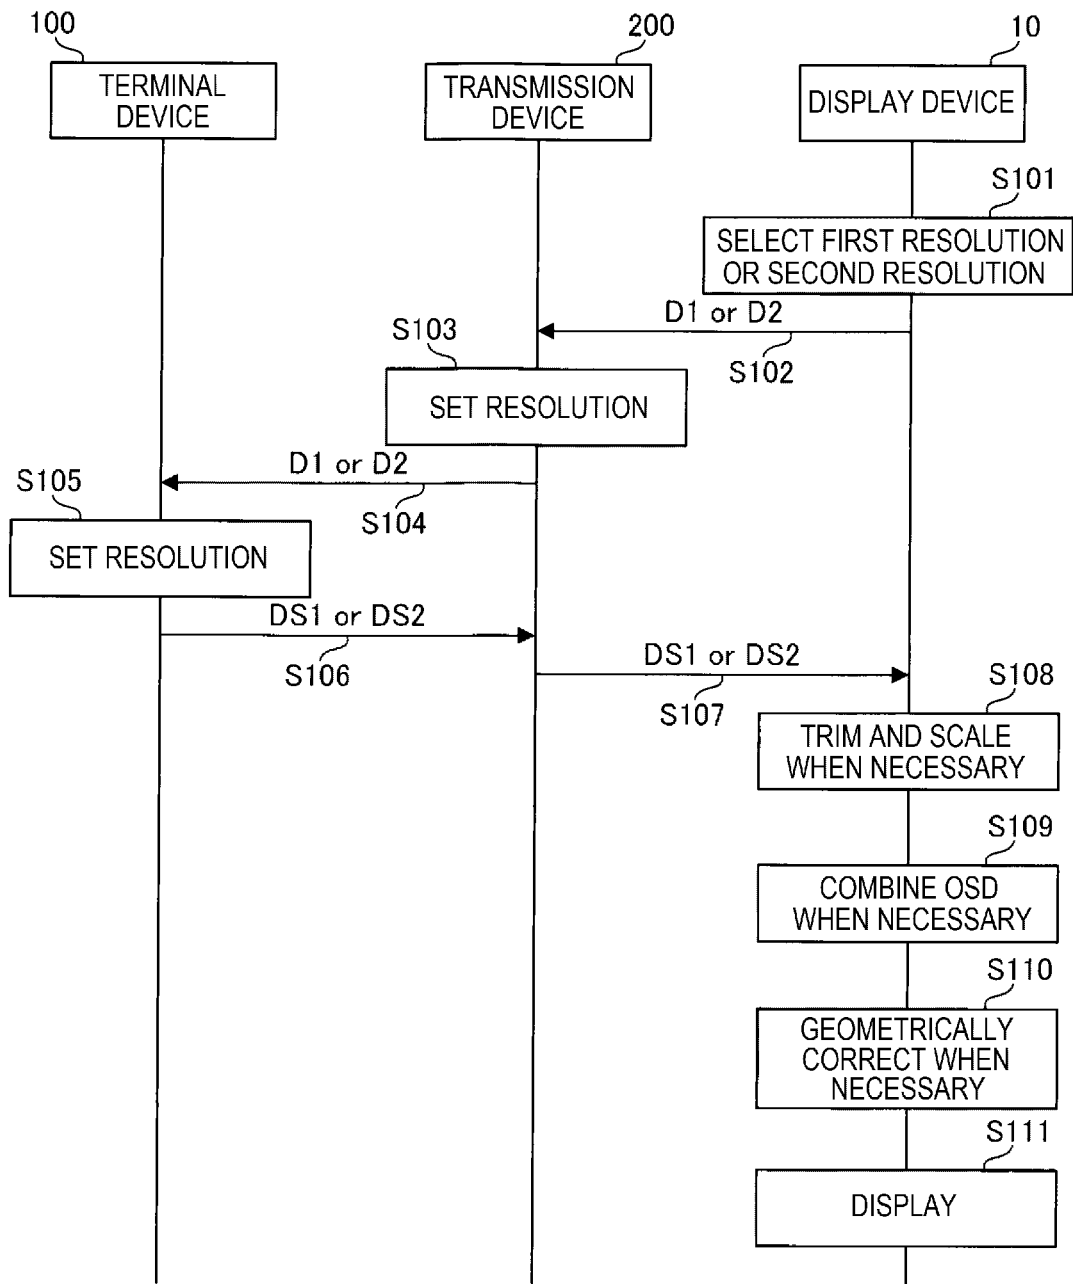 100
200
10
TERMINAL
DEVICE
TRANSMISSION
DEVICE
DISPLAY DEVICE
S101
SELECT FIRST RESOLUTION
OR SECOND RESOLUTION
D1 or D2
S102
S103
SET RESOLUTION
D1 or D2
S104
S105
SET RESOLUTION
DS1 or DS2
S106
DS1 or DS2
S107
S108
TRIM AND SCALE
WHEN NECESSARY
S109
COMBINE OSD
WHEN NECESSARY
S110
GEOMETRICALLY
CORRECT WHEN
NECESSARY
S111
DISPLAY